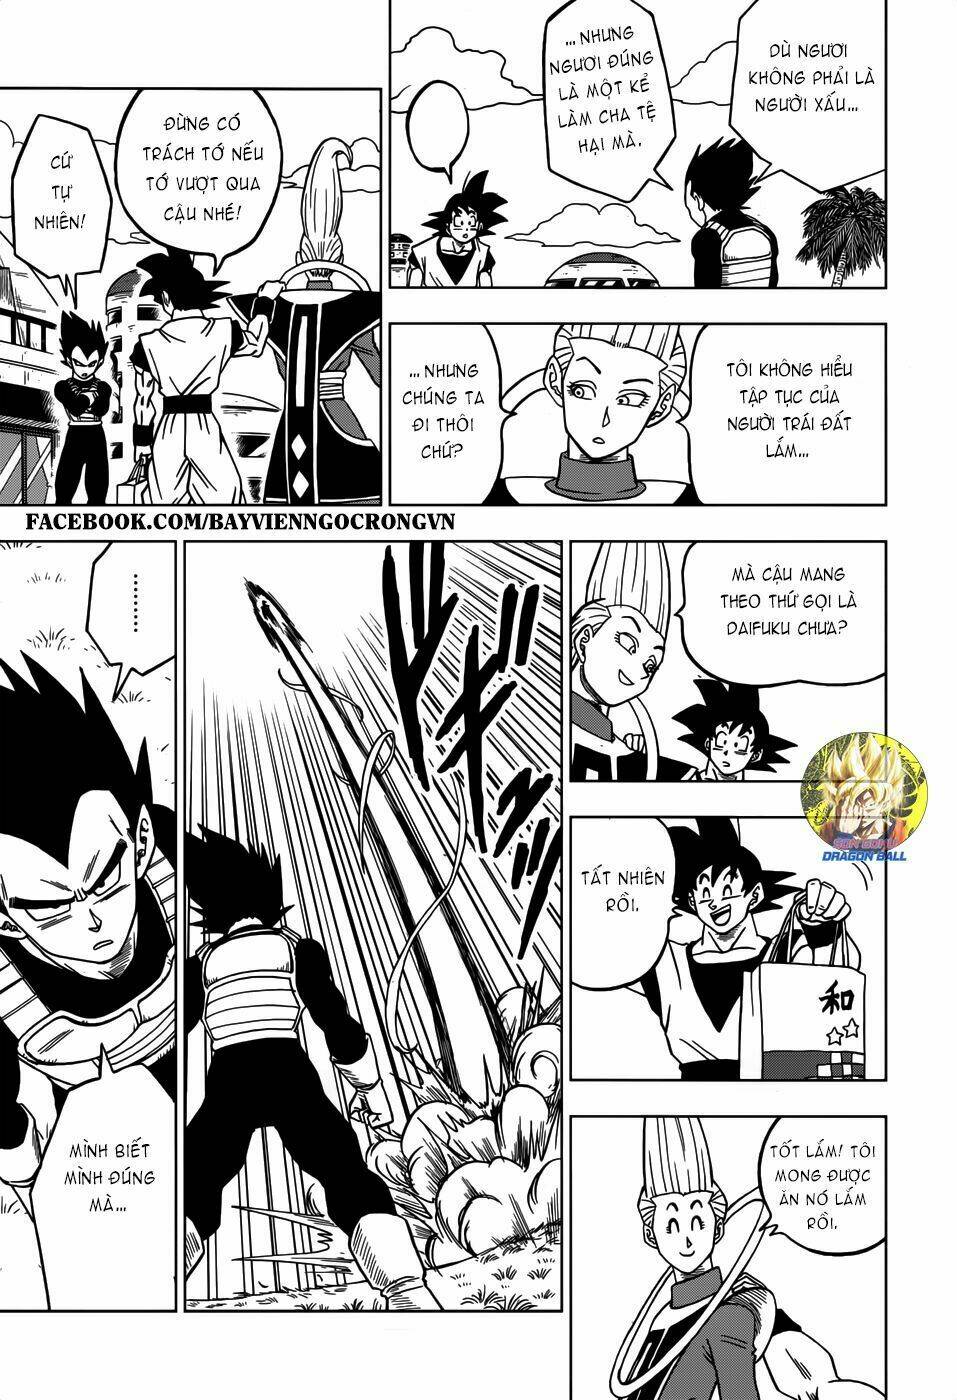 DÙ NGƯƠI
KHÔNG PHẢI LÀ
NGƯỜI XẤU...
...NHƯNG
NGƯƠI ĐÚNG
LÀ MỘT KẺ
LÀM CHA TỆ
HẠI MÀ.
TÔI KHÔNG HIỂU
TẬP TỤC CỦA
NGƯỜI TRÁI ĐẤT
LẮM...
...NHƯNG
CHÚNG TA
ĐI THÔI
CHỨ?
ĐỪNG CÓ
TRÁCH TỚ NẾU
TỚ VƯỢT QUA
CẬU NHÉ!
CỨ
TỰ
NHIÊN!
FACEBOOK.COM/BAYVIENNGOCRONGVN
MÀ CẬU MANG
THEO THỨ GỌI LÀ
DAIFUKU CHƯA?
SON GOKU
DRAGON BALL
TẤT NHIÊN
RỒI.
和
TỐT LẮM! TÔI
MONG ĐƯỢC
ĂN NÓ LẮM
RỒI.
.........
MÌNH BIẾT
MÌNH ĐÚNG
MÀ...